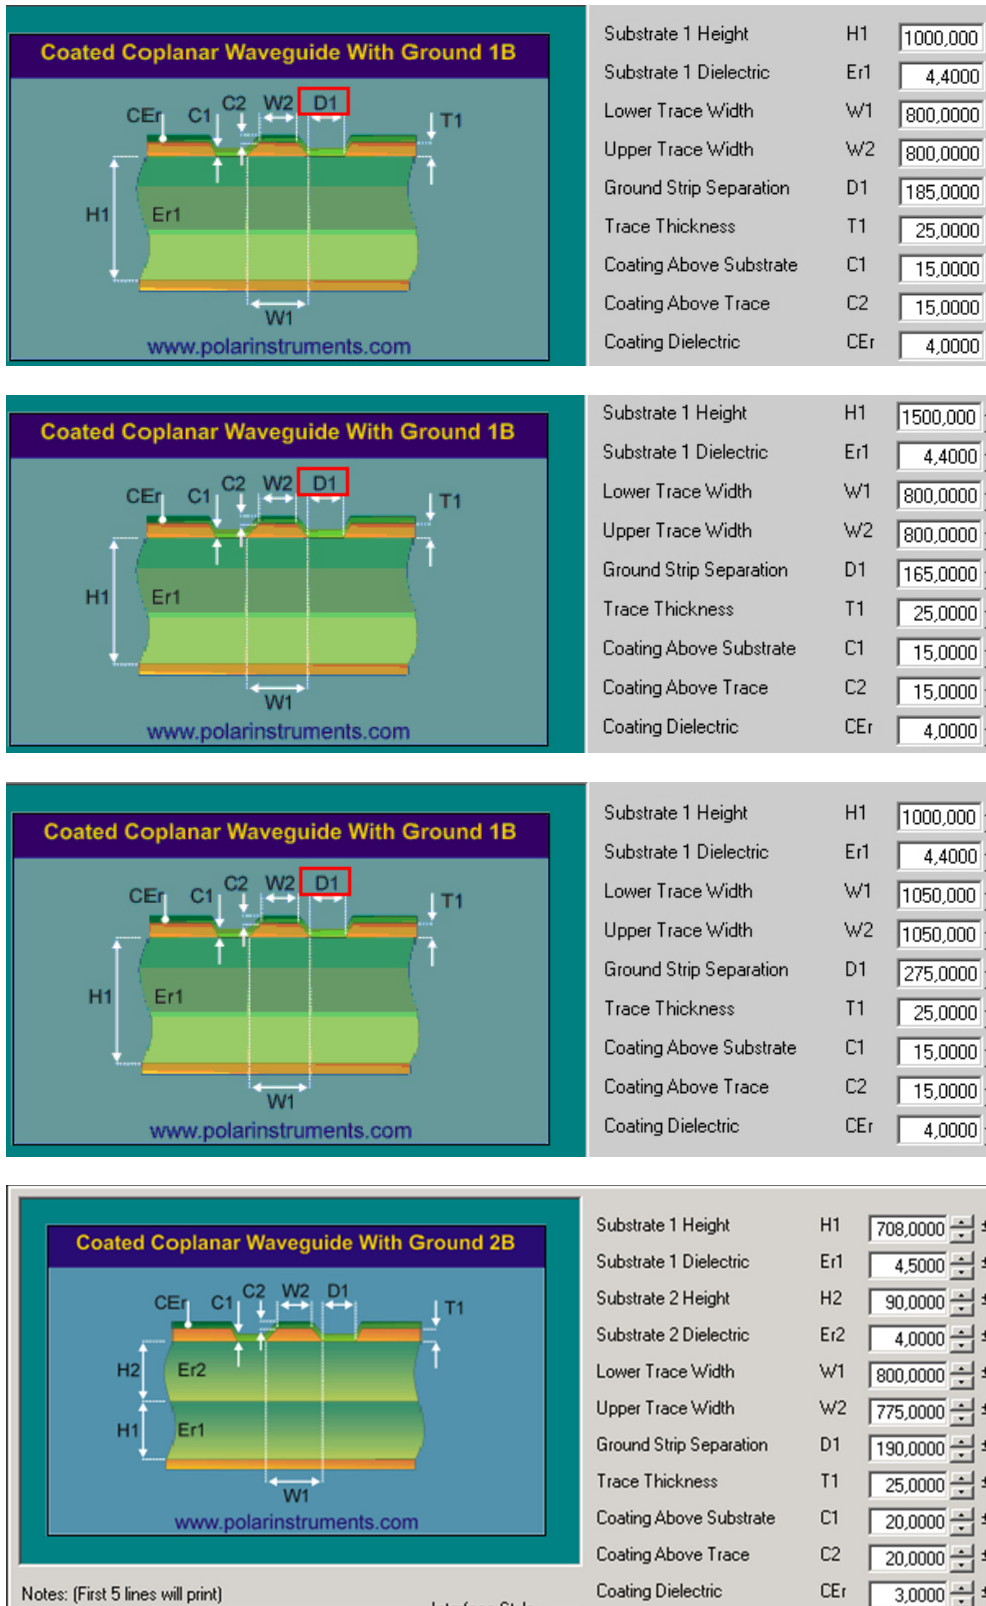 Coated Coplanar Waveguide With Ground 1B
CEr C1 C2 W2 D1 T1
H1 Er1
W1
www.polarinstruments.com
Substrate 1 Height H1 1000,000
Substrate 1 Dielectric Er1 4,4000
Lower Trace Width W1 800,0000
Upper Trace Width W2 800,0000
Ground Strip Separation D1 185,0000
Trace Thickness T1 25,0000
Coating Above Substrate C1 15,0000
Coating Above Trace C2 15,0000
Coating Dielectric CEr 4,0000
Coated Coplanar Waveguide With Ground 1B
CEr C1 C2 W2 D1 T1
H1 Er1
W1
www.polarinstruments.com
Substrate 1 Height H1 1500,000
Substrate 1 Dielectric Er1 4,4000
Lower Trace Width W1 800,0000
Upper Trace Width W2 800,0000
Ground Strip Separation D1 165,0000
Trace Thickness T1 25,0000
Coating Above Substrate C1 15,0000
Coating Above Trace C2 15,0000
Coating Dielectric CEr 4,0000
Coated Coplanar Waveguide With Ground 1B
CEr C1 C2 W2 D1 T1
H1 Er1
W1
www.polarinstruments.com
Substrate 1 Height H1 1000,000
Substrate 1 Dielectric Er1 4,4000
Lower Trace Width W1 1050,000
Upper Trace Width W2 1050,000
Ground Strip Separation D1 275,0000
Trace Thickness T1 25,0000
Coating Above Substrate C1 15,0000
Coating Above Trace C2 15,0000
Coating Dielectric CEr 4,0000
Coated Coplanar Waveguide With Ground 2B
CEr C1 C2 W2 D1 T1
H2 Er2
H1 Er1
W1
www.polarinstruments.com
Notes: (First 5 lines will print)
Substrate 1 Height H1 708,0000
Substrate 1 Dielectric Er1 4,5000
Substrate 2 Height H2 90,0000
Substrate 2 Dielectric Er2 4,0000
Lower Trace Width W1 800,0000
Upper Trace Width W2 775,0000
Ground Strip Separation D1 190,0000
Trace Thickness T1 25,0000
Coating Above Substrate C1 20,0000
Coating Above Trace C2 20,0000
Coating Dielectric CEr 3,0000